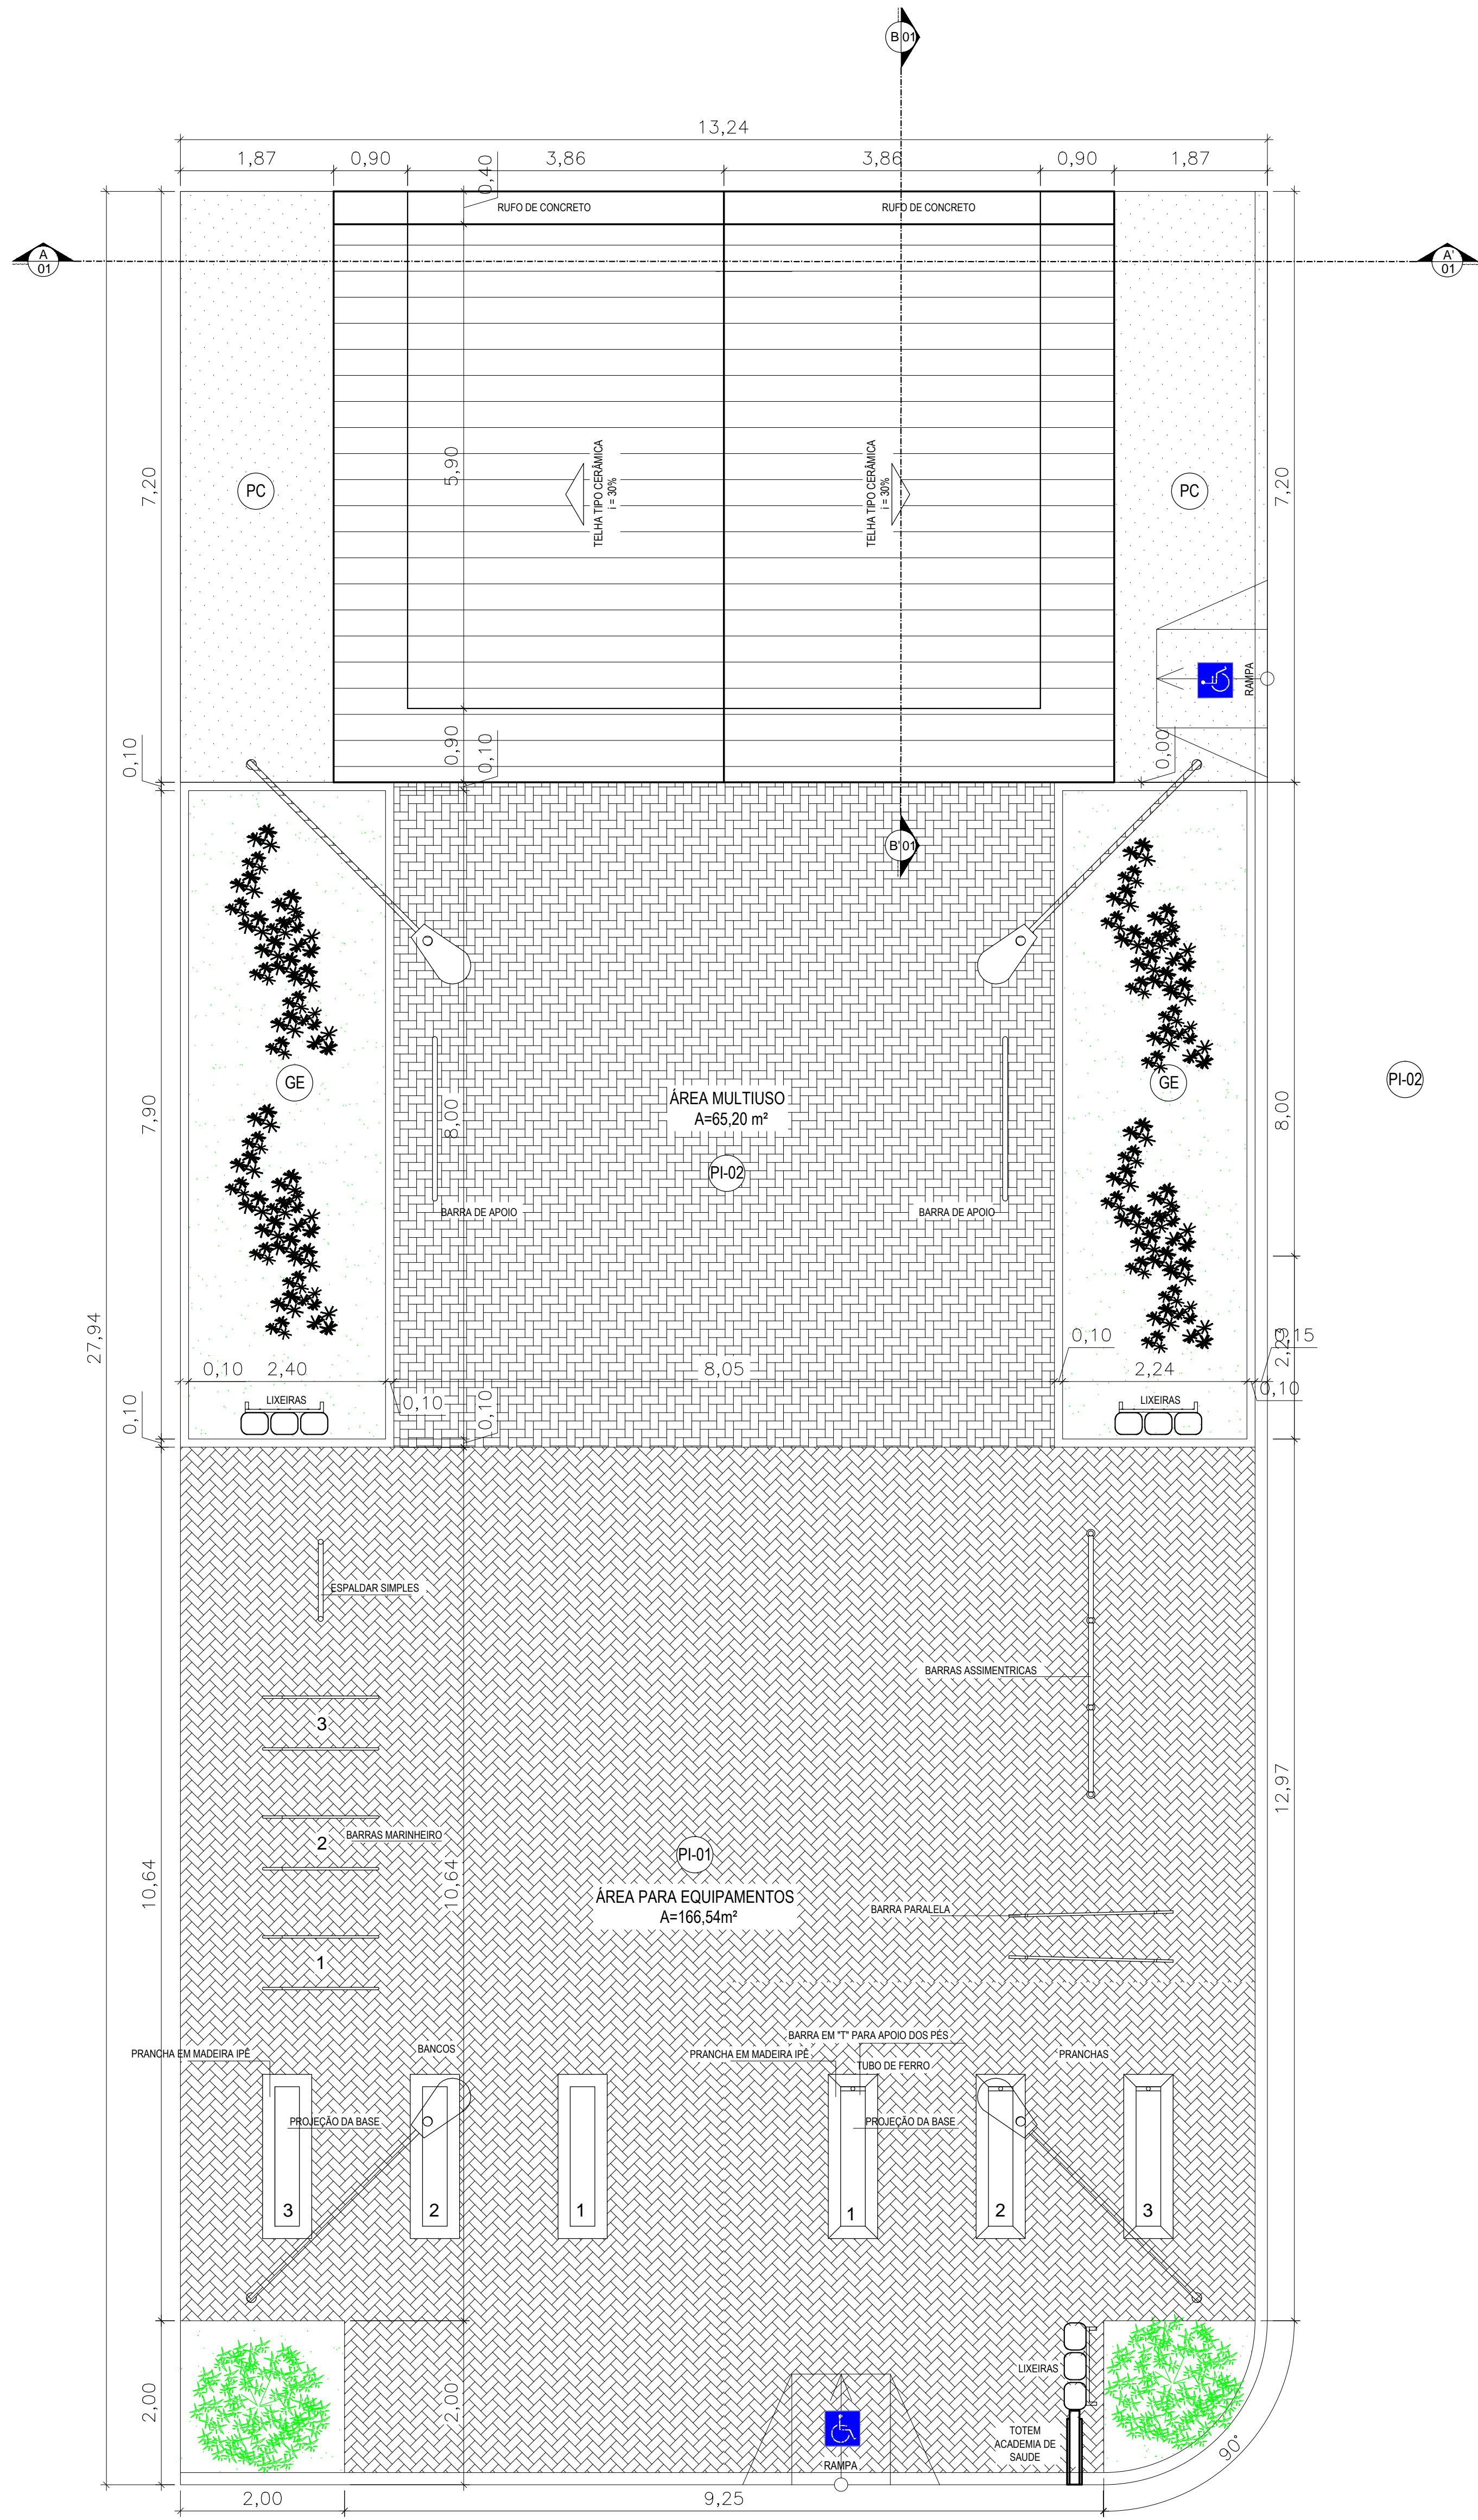 B 01
13,24
1,87
0,90
3,86
3,86
0,90
1,87
0,40
RUFO DE CONCRETO
RUFO DE CONCRETO
A
01
A'
01
7,20
PC
5,90
TELHA TIPO CERÂMICA
i = 30%
TELHA TIPO CERÂMICA
i = 30%
PC
7,20
RAMPA
0,10
0,90
0,10
0,00
B' 01
GE
ÁREA MULTIUSO
A=65,20 m²
GE
PI-02
7,90
8,00
8,00
PI-02
BARRA DE APOIO
BARRA DE APOIO
27,94
0,10
2,23
0,15
0,10
2,40
8,05
2,24
LIXEIRAS
0,10
LIXEIRAS
0,10
0,10
0,10
ESPALDAR SIMPLES
BARRAS ASSIMENTRICAS
3
12,97
2
BARRAS MARINHEIRO
PI-01
10,64
10,64
ÁREA PARA EQUIPAMENTOS
A=166,54m²
BARRA PARALELA
1
BARRA EM "T" PARA APOIO DOS PÉS
PRANCHA EM MADEIRA IPÊ
BANCOS
PRANCHA EM MADEIRA IPÊ
PRANCHAS
TUBO DE FERRO
PROJEÇÃO DA BASE
PROJEÇÃO DA BASE
3
2
1
1
2
3
LIXEIRAS
2,00
2,00
TOTEM
ACADEMIA DE
SAUDE
90°
RAMPA
2,00
9,25